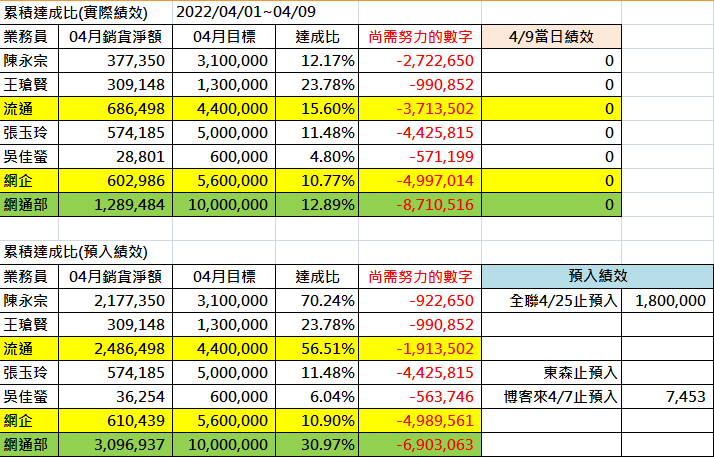 累積達成比(實際績效) 2022/04/01~04/09
業務員 04月銷貨淨額 04月目標 達成比 尚需努力的數字 4/9當日績效
陳永宗 377,350 3,100,000 12.17% -2,722,650 0
王瑲賢 309,148 1,300,000 23.78% -990,852 0
流通 686,498 4,400,000 15.60% -3,713,502 0
張玉玲 574,185 5,000,000 11.48% -4,425,815 0
吳佳螢 28,801 600,000 4.80% -571,199 0
網企 602,986 5,600,000 10.77% -4,997,014 0
網通部 1,289,484 10,000,000 12.89% -8,710,516 0
累積達成比(預入績效)
業務員 04月銷貨淨額 04月目標 達成比 尚需努力的數字 預入績效
陳永宗 2,177,350 3,100,000 70.24% -922,650 全聯4/25止預入 1,800,000
王瑲賢 309,148 1,300,000 23.78% -990,852
流通 2,486,498 4,400,000 56.51% -1,913,502
張玉玲 574,185 5,000,000 11.48% -4,425,815 東森止預入
吳佳螢 36,254 600,000 6.04% -563,746 博客來4/7止預入 7,453
網企 610,439 5,600,000 10.90% -4,989,561
網通部 3,096,937 10,000,000 30.97% -6,903,063